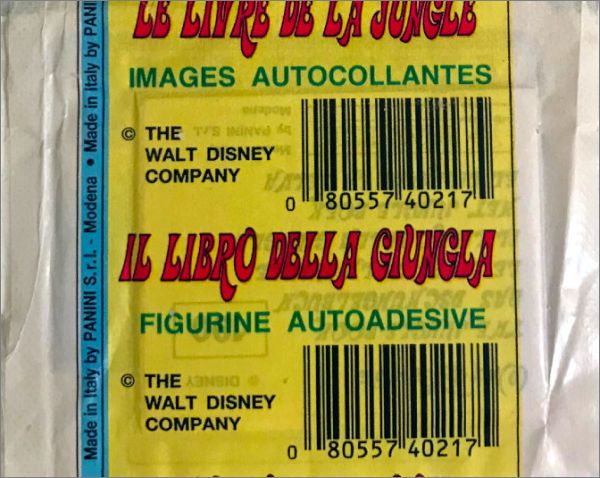 LE LIVRE DE LA JUNGLE
IMAGES AUTOCOLLANTES
© THE
WALT DISNEY
COMPANY
0 80557 40217
IL LIBRO DELLA GIUNGLA
FIGURINE AUTOADESIVE
© THE
WALT DISNEY
COMPANY
0 80557 40217
Made in Italy by PANINI S.r.l. - Modena • Made in Italy by PANINI